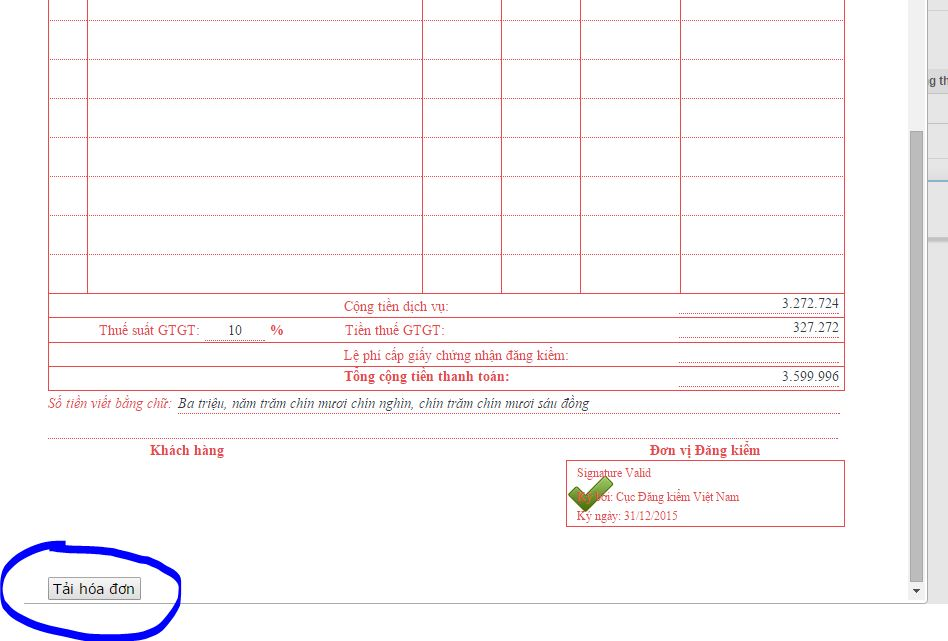 g th
Cộng tiền dịch vụ: 3.272.724
Thuế suất GTGT: 10 % Tiền thuế GTGT: 327.272
Lệ phí cấp giấy chứng nhận đăng kiểm:
Tổng cộng tiền thanh toán: 3.599.996
Số tiền viết bằng chữ: Ba triệu, năm trăm chín mươi chín nghìn, chín trăm chín mươi sáu đồng
Khách hàng Đơn vị Đăng kiểm
Signature Valid
Ký bởi: Cục Đăng kiểm Việt Nam
Ký ngày: 31/12/2015
Tải hóa đơn